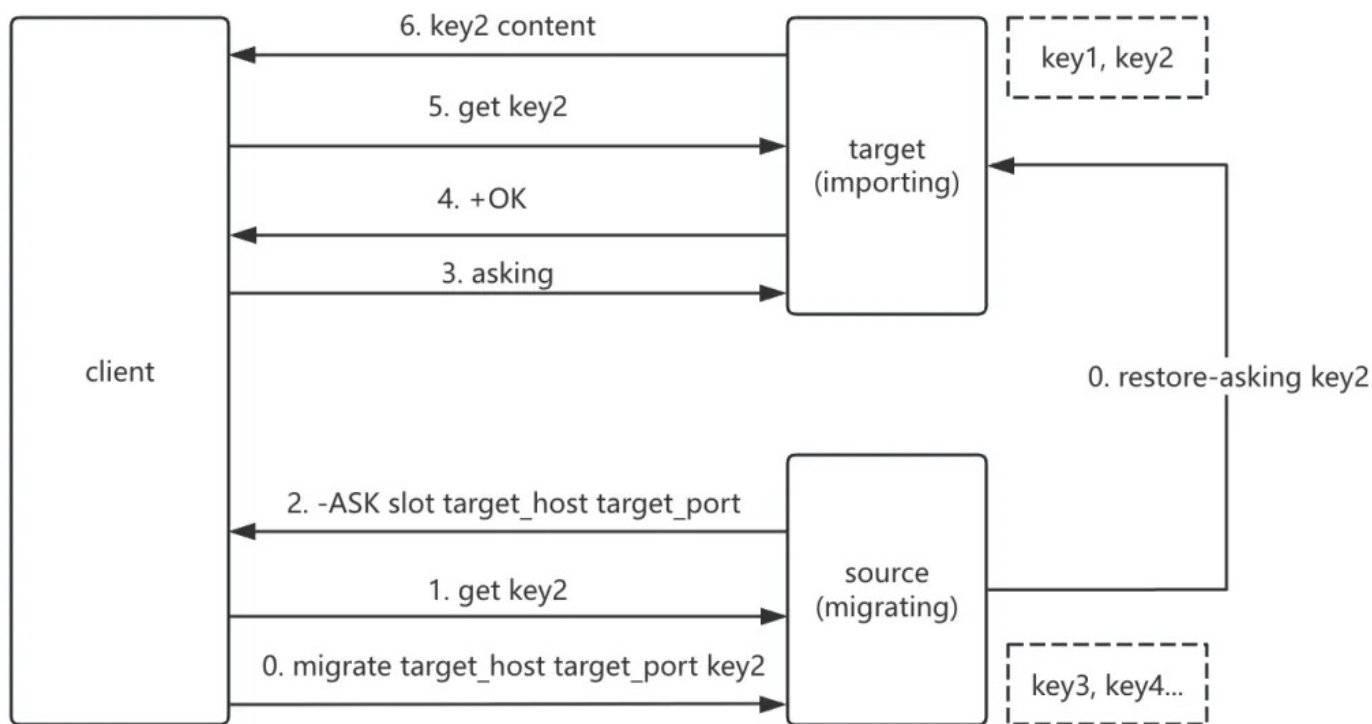 6. key2 content
key1, key2
5. get key2
target
(importing)
4. +OK
3. asking
client
0. restore-asking key2
2. -ASK slot target_host target_port
source
(migrating)
1. get key2
0. migrate target_host target_port key2
key3, key4...